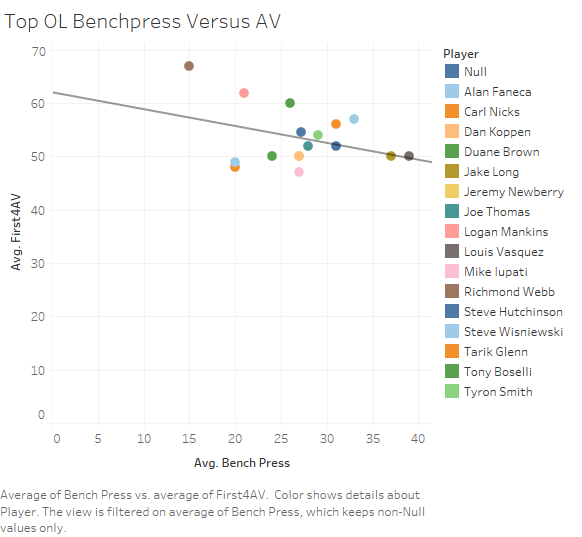 Top OL Benchpress Versus AV
70
60
50
40
30
20
10
0
Avg. First4AV
0 5 10 15 20 25 30 35 40
Avg. Bench Press
Player
Null
Alan Faneca
Carl Nicks
Dan Koppen
Duane Brown
Jake Long
Jeremy Newberry
Joe Thomas
Logan Mankins
Louis Vasquez
Mike Iupati
Richmond Webb
Steve Hutchinson
Steve Wisniewski
Tarik Glenn
Tony Boselli
Tyron Smith
Average of Bench Press vs. average of First4AV. Color shows details about
Player. The view is filtered on average of Bench Press, which keeps non-Null
values only.